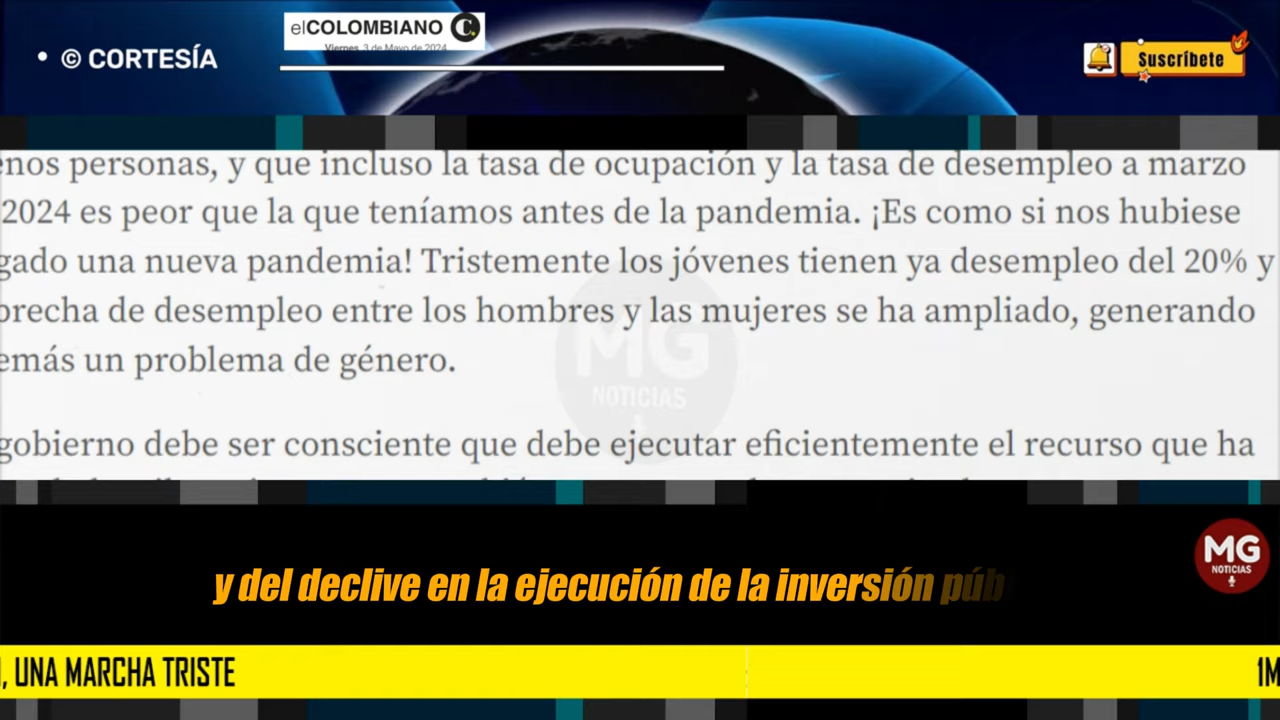 elCOLOMBIANO C
Viernes, 3 de Mayo de 2024
• © CORTESÍA
Suscríbete
enos personas, y que incluso la tasa de ocupación y la tasa de desempleo a marzo
2024 es peor que la que teníamos antes de la pandemia. ¡Es como si nos hubiese
gado una nueva pandemia! Tristemente los jóvenes tienen ya desempleo del 20% y
brecha de desempleo entre los hombres y las mujeres se ha ampliado, generando
emás un problema de género.
MG
NOTICIAS
gobierno debe ser consciente que debe ejecutar eficientemente el recurso que ha
MG
NOTICIAS
y del declive en la ejecución de la inversión púb
, UNA MARCHA TRISTE
1M